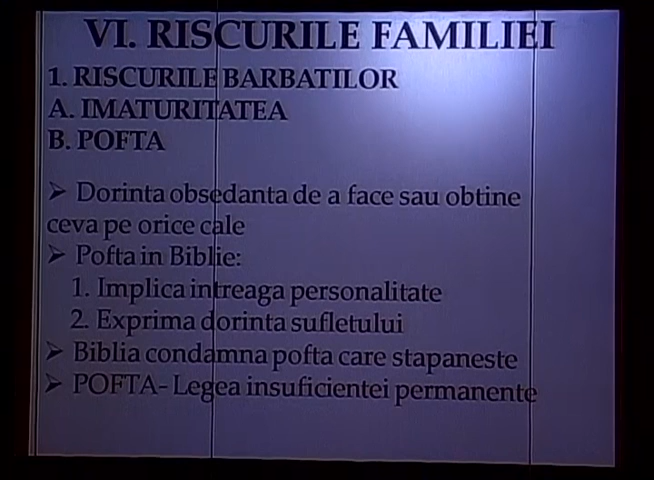 VI. RISCURILE FAMILIEI
1. RISCURILE BARBATILOR
A. IMATURITATEA
B. POFTA
➢ Dorinta obsedanta de a face sau obtine
ceva pe orice cale
➢ Pofta in Biblie:
1. Implica intreaga personalitate
2. Exprima dorinta sufletului
➢ Biblia condamna pofta care stapaneste
➢ POFTA- Legea insuficientei permanente